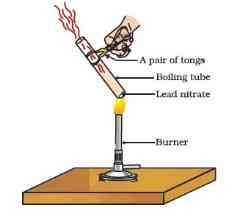 A pair of tongs
Boiling tube
Lead nitrate
Burner